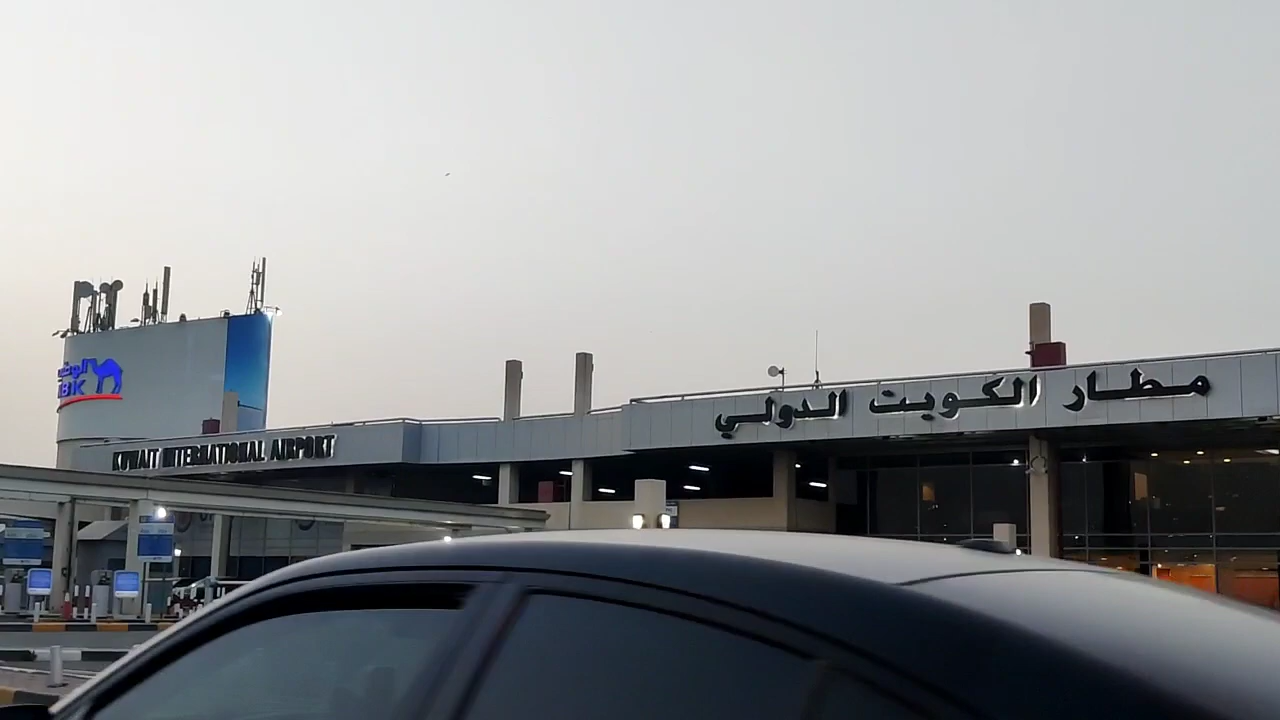 الوطني
NBK
KUWAIT INTERNATIONAL AIRPORT
مطار الكويت الدولي